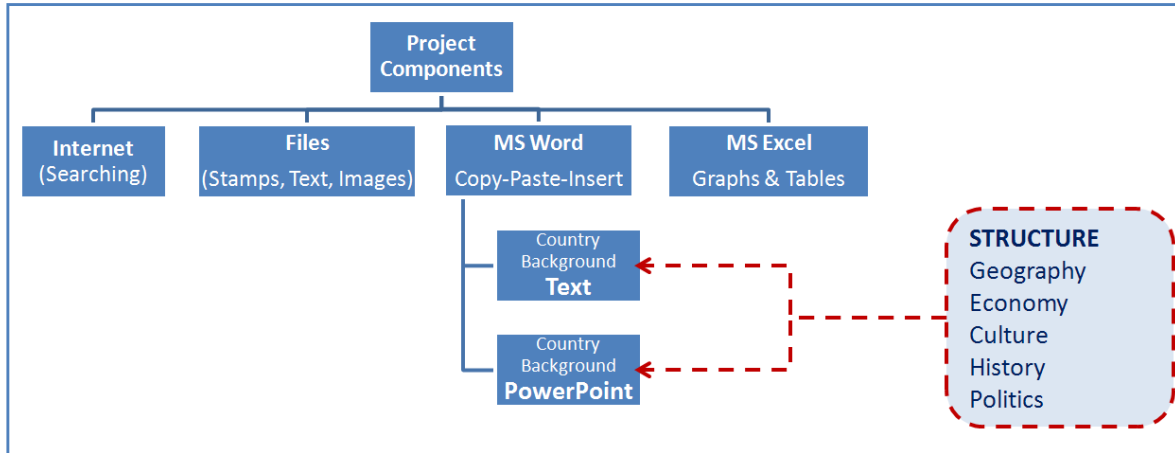 Project
Components
Internet
(Searching)
Files
(Stamps, Text, Images)
MS Word
Copy-Paste-Insert
MS Excel
Graphs & Tables
Country
Background
Text
Country
Background
PowerPoint
STRUCTURE
Geography
Economy
Culture
History
Politics